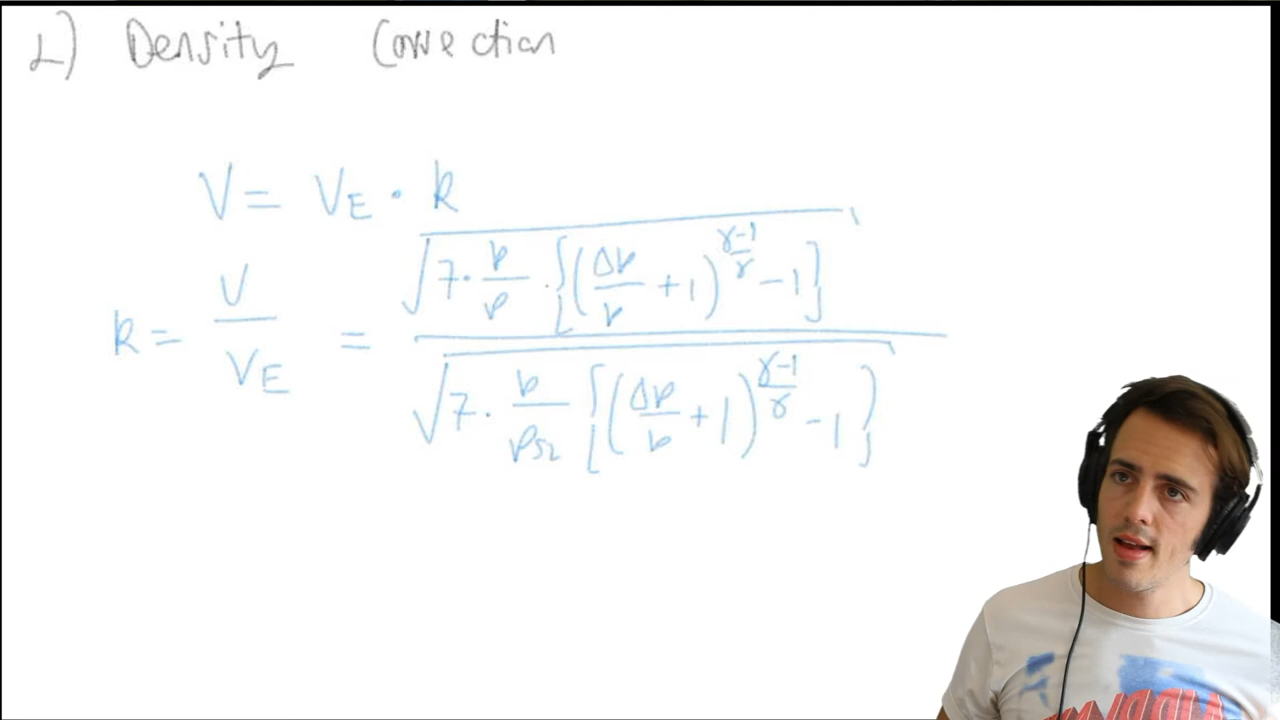 2) Density Correction
V = V_E · k
k = V / V_E = √(7 · p/ρ · {(Δp/p + 1)^((γ-1)/γ) - 1}) / √(7 · p/ρ_SL {(Δp/p + 1)^((γ-1)/γ) - 1})